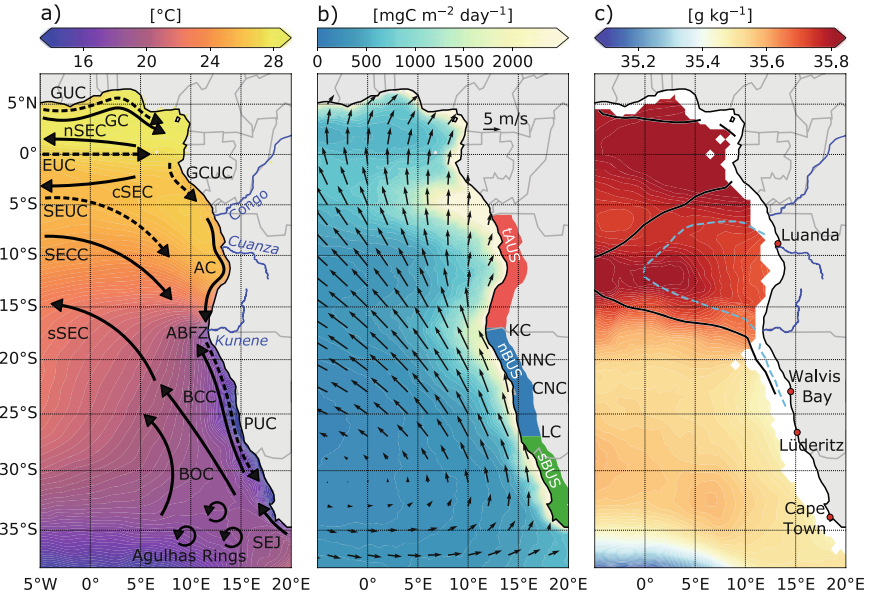 a)
[°C]
16
20
24
28
GUC
GC
nSEC
EUC
GCUC
cSEC
SEUC
Congo
SECC
Cuanza
AC
sSEC
ABFZ
Kunene
BCC
PUC
BOC
SEJ
Agulhas Rings
5°N
0°
5°S
10°S
15°S
20°S
25°S
30°S
35°S
5°W
0°
5°E
10°E
15°E
20°E
b)
[mgC m⁻² day⁻¹]
0
500
1000
1500
2000
5 m/s
tAUS
KC
nBUS
NNC
CNC
LC
sBUS
0°
5°E
10°E
15°E
20°E
c)
[g kg⁻¹]
35.2
35.4
35.6
35.8
Luanda
Walvis
Bay
Lüderitz
Cape
Town
0°
5°E
10°E
15°E
20°E